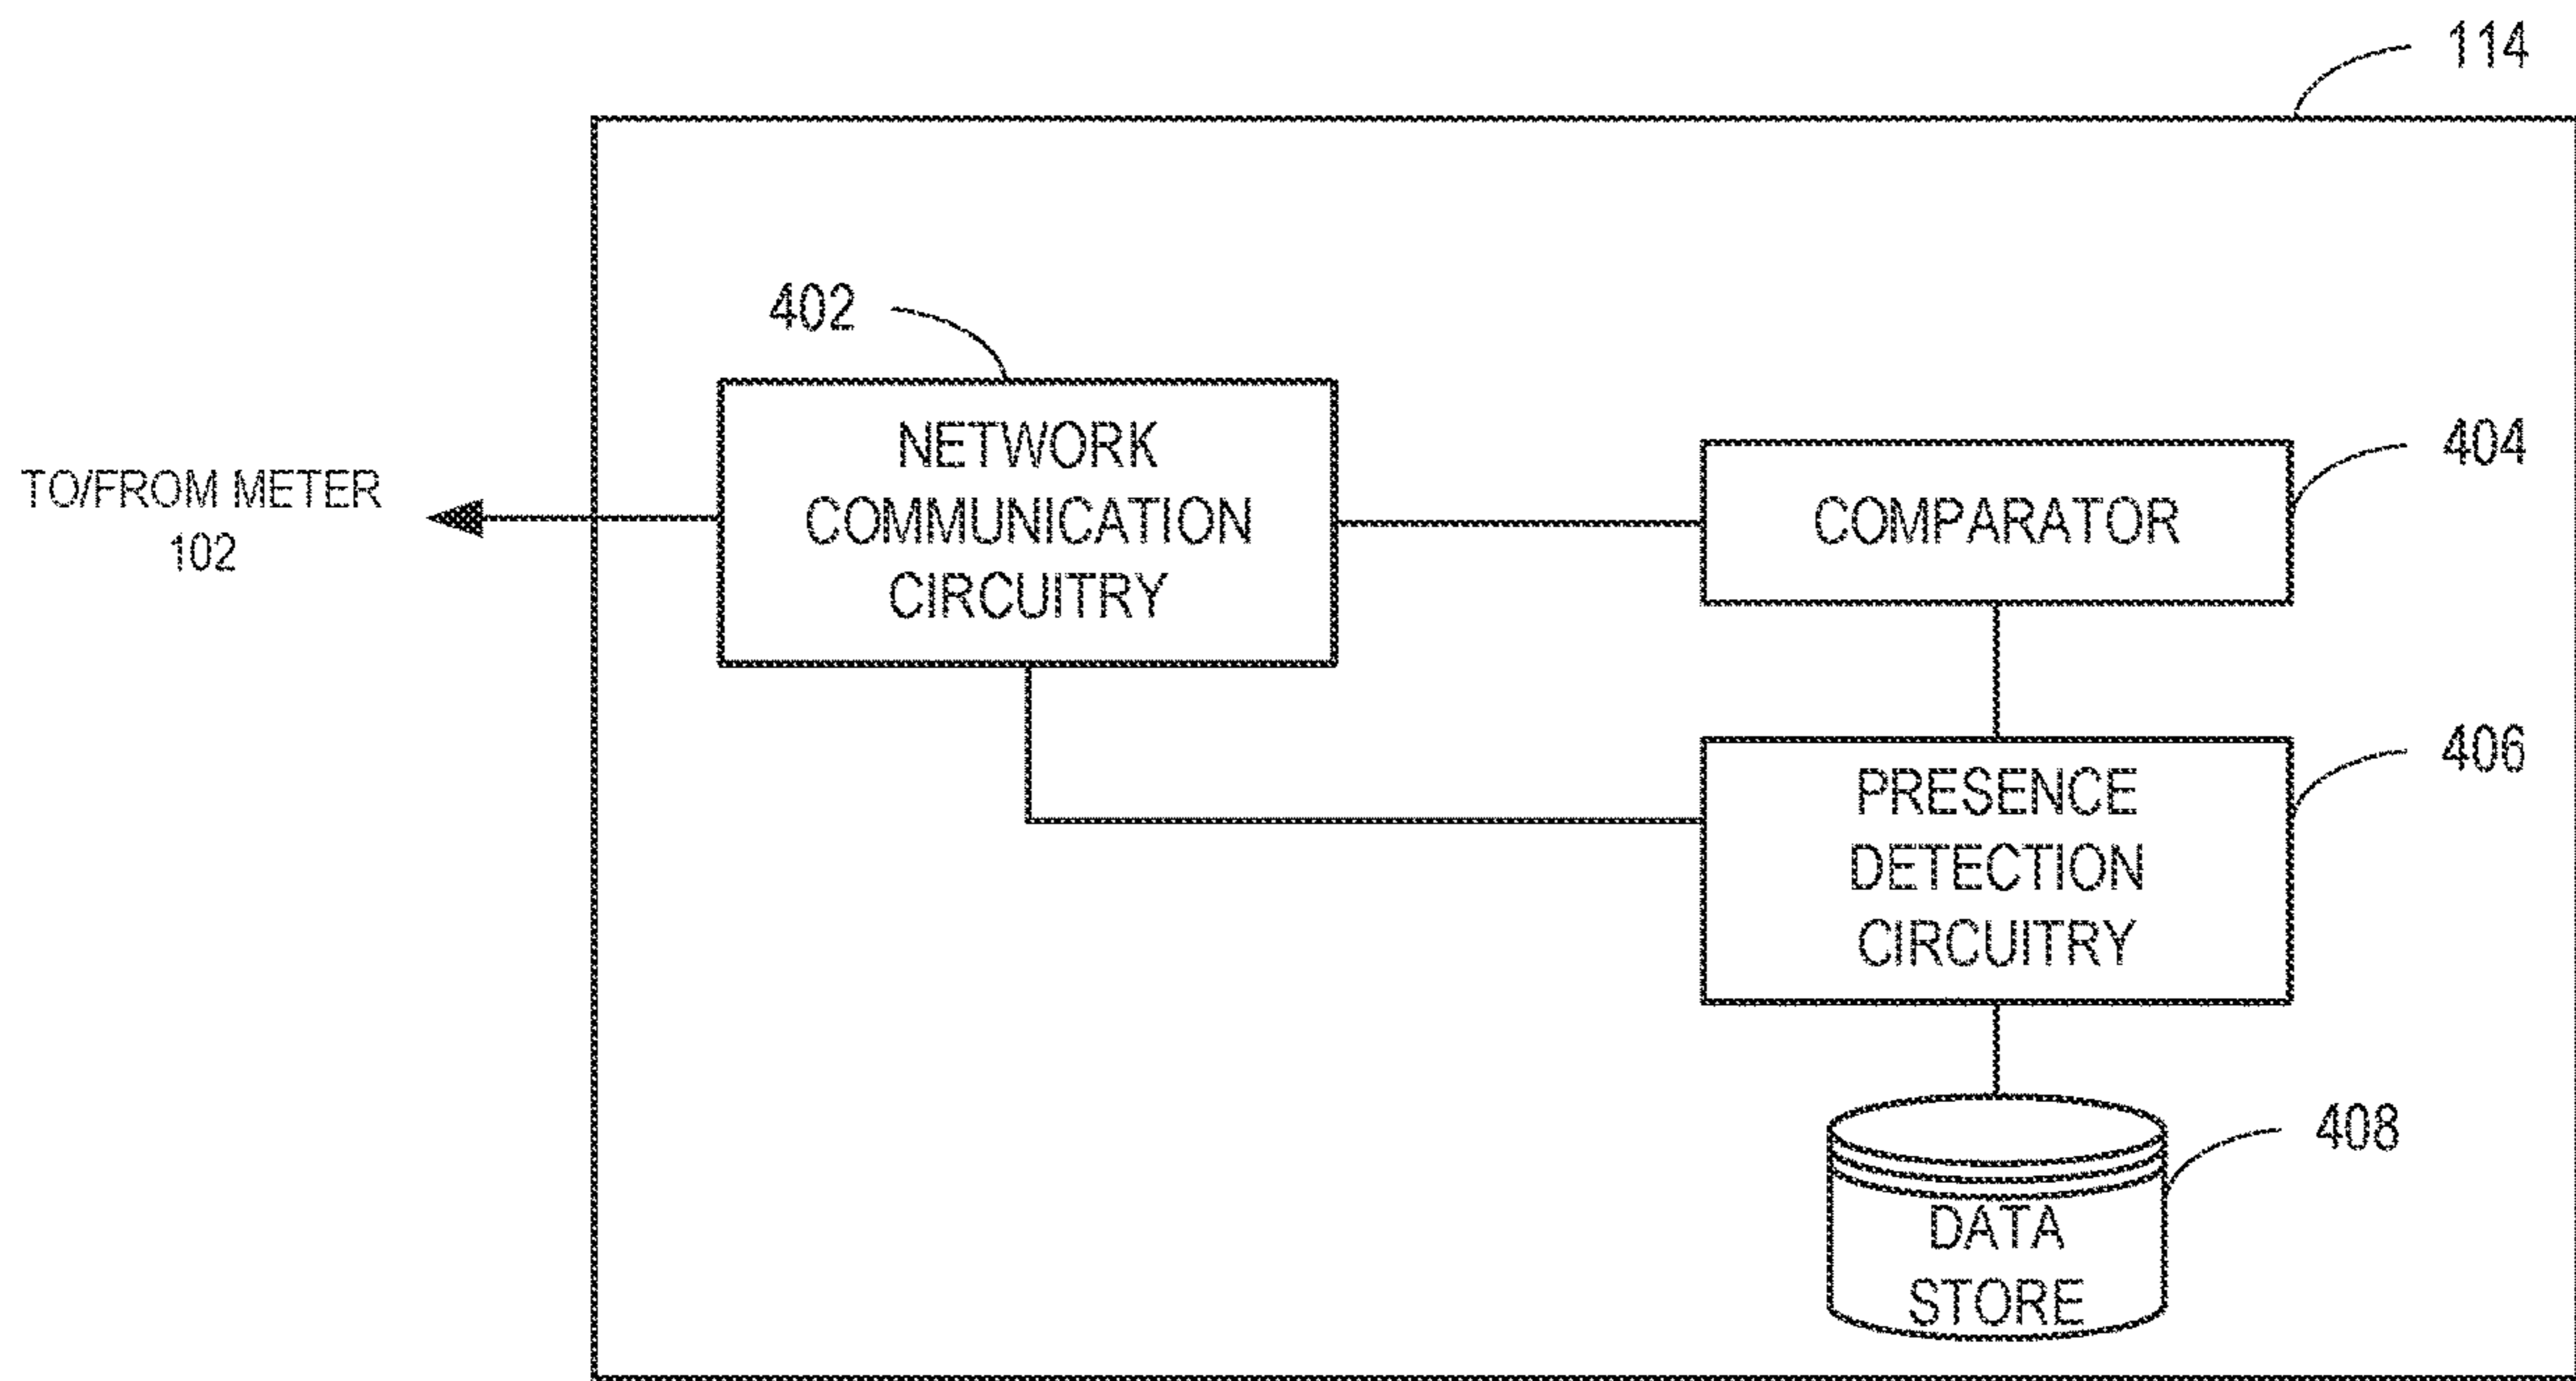 114
402
NETWORK
COMMUNICATION
CIRCUITRY
TO/FROM METER
102
404
COMPARATOR
406
PRESENCE
DETECTION
CIRCUITRY
408
DATA
STORE